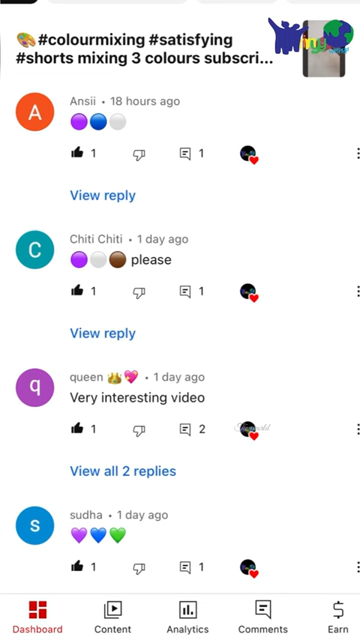 🎨#colourmixing #satisfying
#shorts mixing 3 colours subscri...
A
Ansii • 18 hours ago
🟣🔵⚪
1
1
View reply
C
Chiti Chiti • 1 day ago
🟣⚪🟤 please
1
1
View reply
q
queen 👑💖 • 1 day ago
Very interesting video
1
2
View all 2 replies
s
sudha • 1 day ago
💜💙💚
1
1
Dashboard
Content
Analytics
Comments
Earn